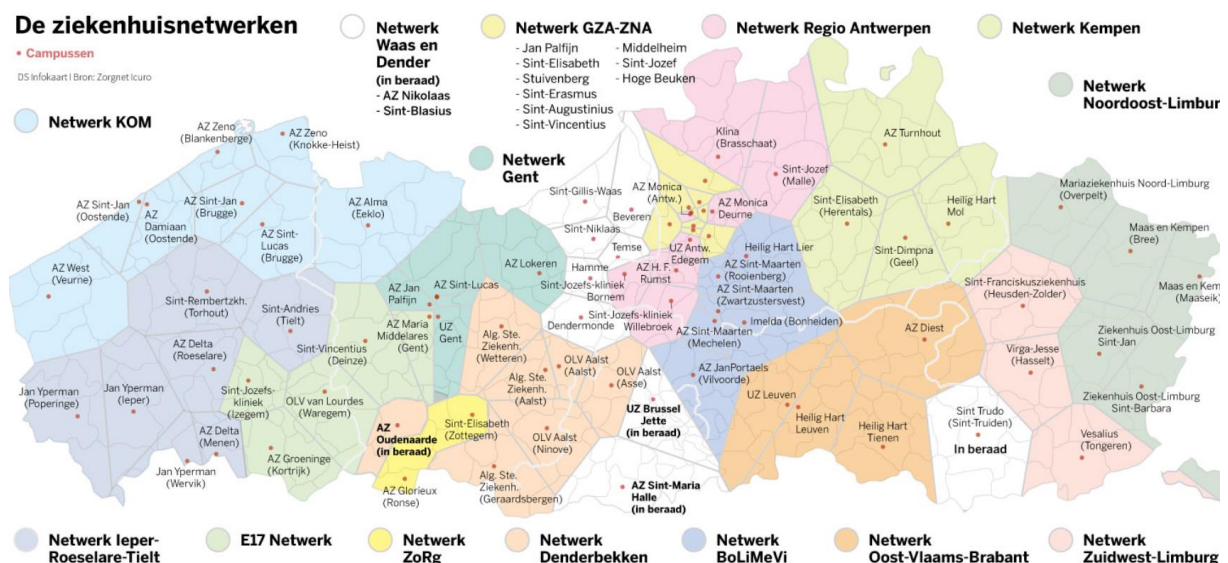 De ziekenhuisnetwerken
• Campussen
DS Infokaart I Bron: Zorgnet Icuro
Netwerk
Waas en
Dender
(in beraad)
- AZ Nikolaas
- Sint-Blasius
Netwerk GZA-ZNA
- Jan Palfijn
- Sint-Elisabeth
- Stuivenberg
- Sint-Erasmus
- Sint-Augustinius
- Sint-Vincentius
- Middelheim
- Sint-Jozef
- Hoge Beuken
Netwerk Regio Antwerpen
Netwerk Kempen
Netwerk
Noordoost-Limburg
Netwerk KOM
Netwerk
Gent
AZ Zeno
(Blankenberge)
AZ Zeno
(Knokke-Heist)
AZ Sint-Jan
(Oostende)
AZ
Damiaan
(Oostende)
AZ Sint-Jan
(Brugge)
AZ Sint-
Lucas
(Brugge)
AZ Alma
(Eeklo)
AZ West
(Veurne)
Sint-Rembertzkh.
(Torhout)
Sint-Andries
(Tielt)
AZ Delta
(Roeselare)
Jan Yperman
(Poperinge)
Jan Yperman
(Ieper)
AZ Delta
(Menen)
Jan Yperman
(Wervik)
Sint-Vincentius
(Deinze)
Sint-Jozefs-
kliniek
(Izegem)
OLV van Lourdes
(Waregem)
AZ Groeninge
(Kortrijk)
AZ Jan
Palfijn
AZ Sint-Lucas
AZ Maria
Middelares
(Gent)
UZ
Gent
AZ Lokeren
AZ
Oudenaarde
(in beraad)
Sint-Elisabeth
(Zottegem)
AZ Glorieux
(Ronse)
Alg. Ste.
Ziekenh.
(Wetteren)
Alg. Ste.
Ziekenh.
(Aalst)
OLV Aalst
(Aalst)
OLV Aalst
(Asse)
OLV Aalst
(Ninove)
Alg. Ste.
Ziekenh.
(Geraardsbergen)
Sint-Gillis-Waas
Beveren
Sint-Niklaas
Temse
Hamme
Sint-Jozefs-kliniek
Bornem
Dendermonde
Sint-Jozefs-kliniek
Willebroek
AZ Monica
(Antw.)
AZ Monica
Deurne
UZ Antw.
Edegem
AZ H. F.
Rumst
Klina
(Brasschaat)
Sint-Jozef
(Malle)
Heilig Hart Lier
AZ Sint-Maarten
(Rooienberg)
AZ Sint-Maarten
(Zwartzustersvest)
AZ Sint-Maarten
(Mechelen)
Imelda (Bonheiden)
AZ JanPortaels
(Vilvoorde)
UZ Brussel
Jette
(in beraad)
AZ Sint-Maria
Halle
(in beraad)
AZ Turnhout
Sint-Elisabeth
(Herentals)
Heilig Hart
Mol
Sint-Dimpna
(Geel)
AZ Diest
UZ Leuven
Heilig Hart
Leuven
Heilig Hart
Tienen
Mariaziekenhuis Noord-Limburg
(Overpelt)
Maas en Kempen
(Bree)
Maas en Kem
(Maaseik)
Sint-Franciskusziekenhuis
(Heusden-Zolder)
Ziekenhuis Oost-Limburg
Sint-Jan
Virga-Jesse
(Hasselt)
Ziekenhuis Oost-Limburg
Sint-Barbara
Sint Trudo
(Sint-Truiden)
In beraad
Vesalius
(Tongeren)
Netwerk Ieper-
Roeselare-Tielt
E17 Netwerk
Netwerk
ZoRg
Netwerk
Denderbekken
Netwerk
BoLiMeVi
Netwerk
Oost-Vlaams-Brabant
Netwerk
Zuidwest-Limburg